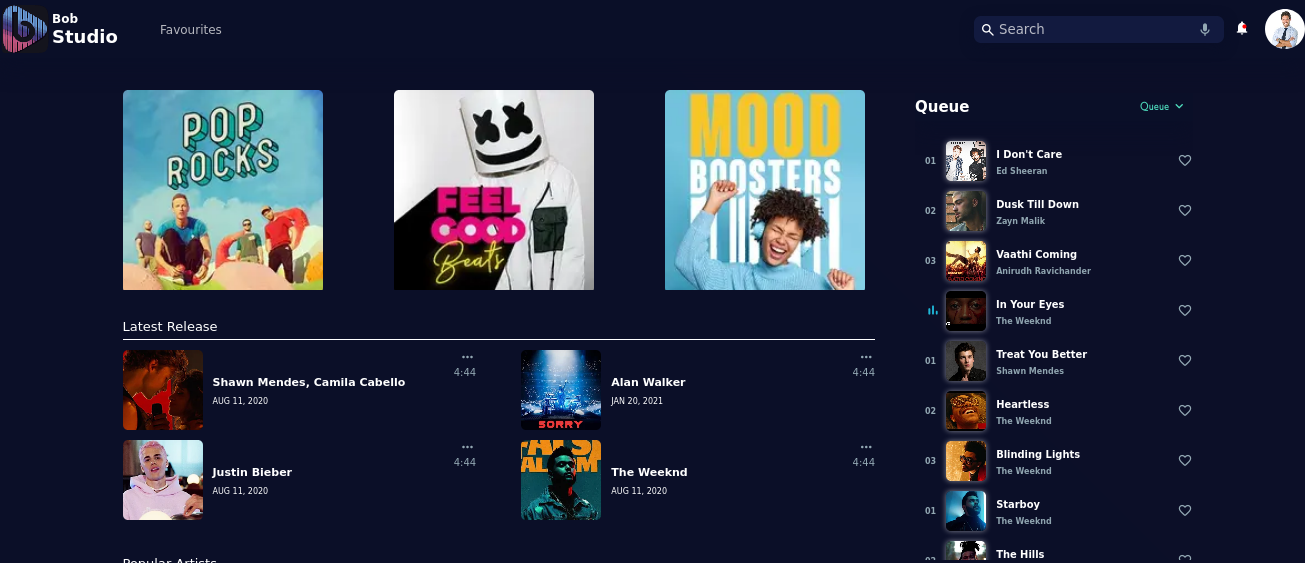 Bob
Studio
Favourites
Search
POP
ROCKS
FEEL
GOOD
Beats
MOOD
BOOSTERS
Latest Release
Shawn Mendes, Camila Cabello
AUG 11, 2020
4:44
Alan Walker
JAN 20, 2021
4:44
SORRY
Justin Bieber
AUG 11, 2020
4:44
The Weeknd
AUG 11, 2020
4:44
Popular Artists
Queue
Queue
01
I Don't Care
Ed Sheeran
02
Dusk Till Down
Zayn Malik
03
Vaathi Coming
Anirudh Ravichander
In Your Eyes
The Weeknd
01
Treat You Better
Shawn Mendes
02
Heartless
The Weeknd
03
Blinding Lights
The Weeknd
01
Starboy
The Weeknd
02
The Hills